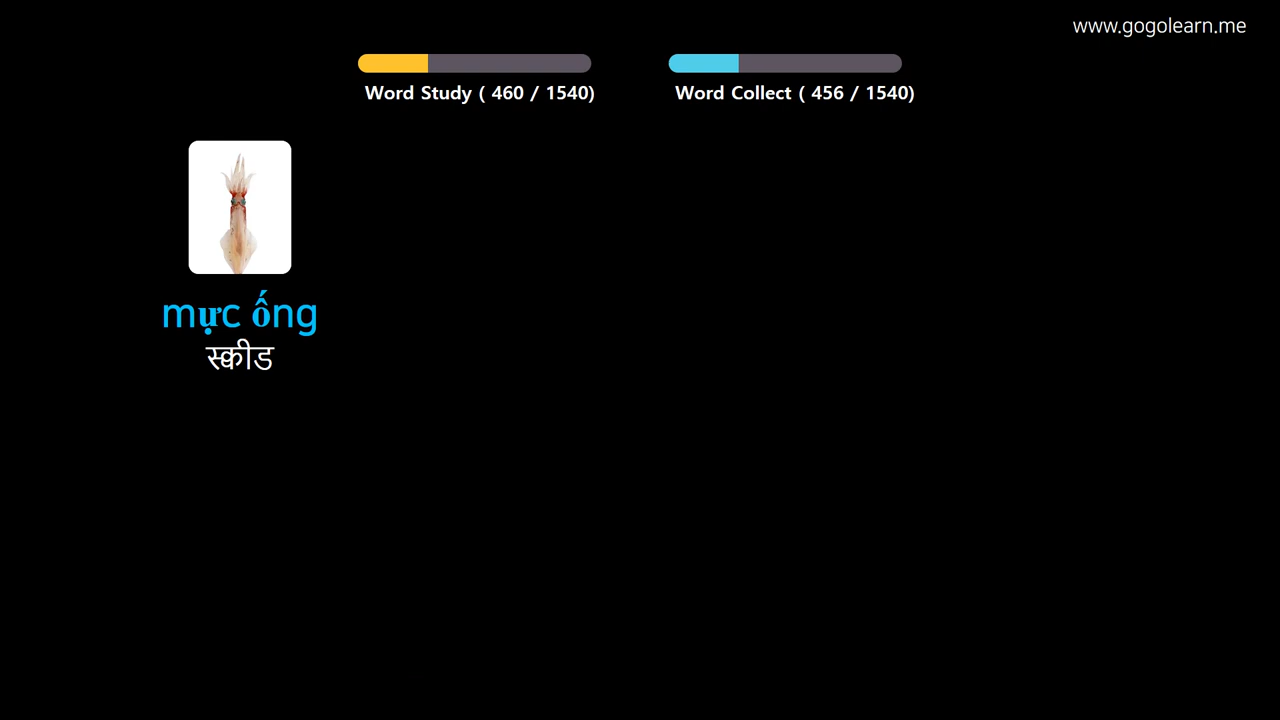 www.gogolearn.me
Word Study ( 460 / 1540)
Word Collect ( 456 / 1540)
mực ống
स्क्वीड